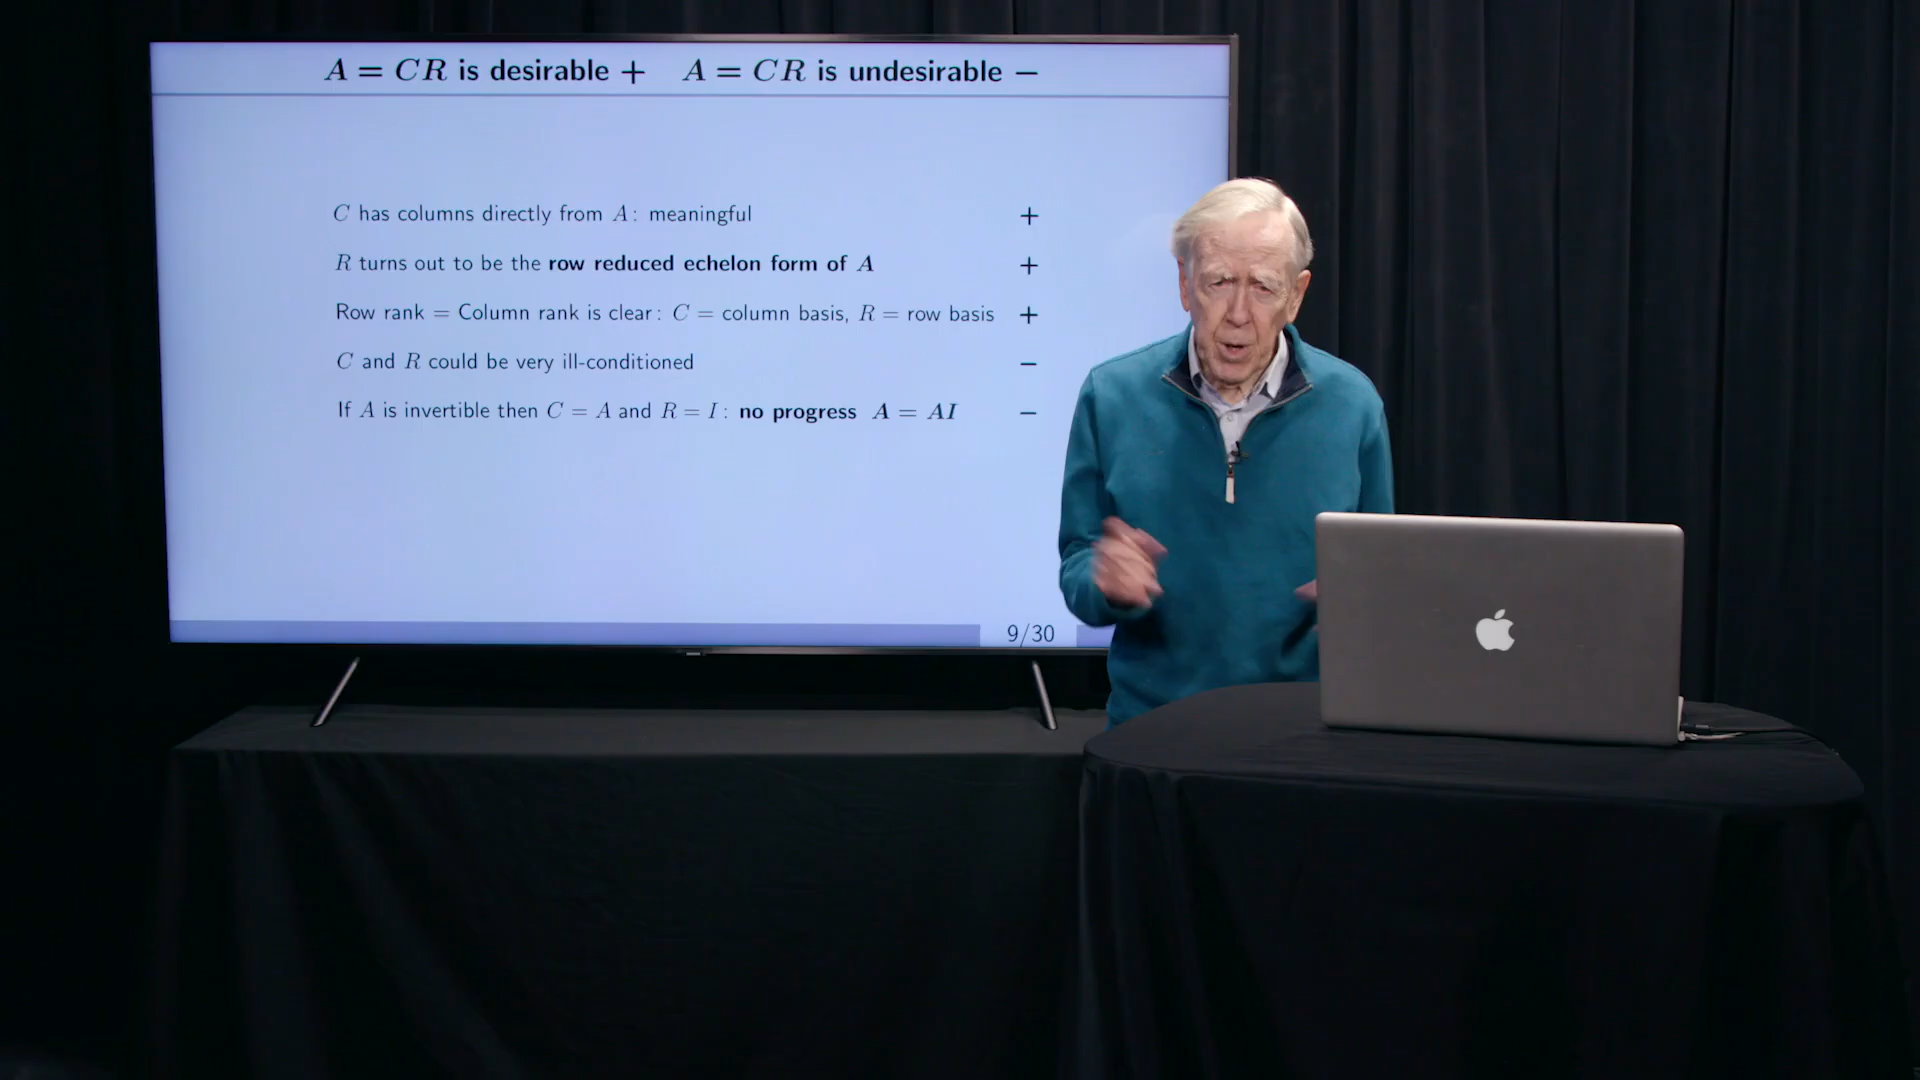 A = CR is desirable + A = CR is undesirable −
C has columns directly from A: meaningful +
R turns out to be the row reduced echelon form of A +
Row rank = Column rank is clear: C = column basis, R = row basis +
C and R could be very ill-conditioned −
If A is invertible then C = A and R = I: no progress A = AI −
9/30